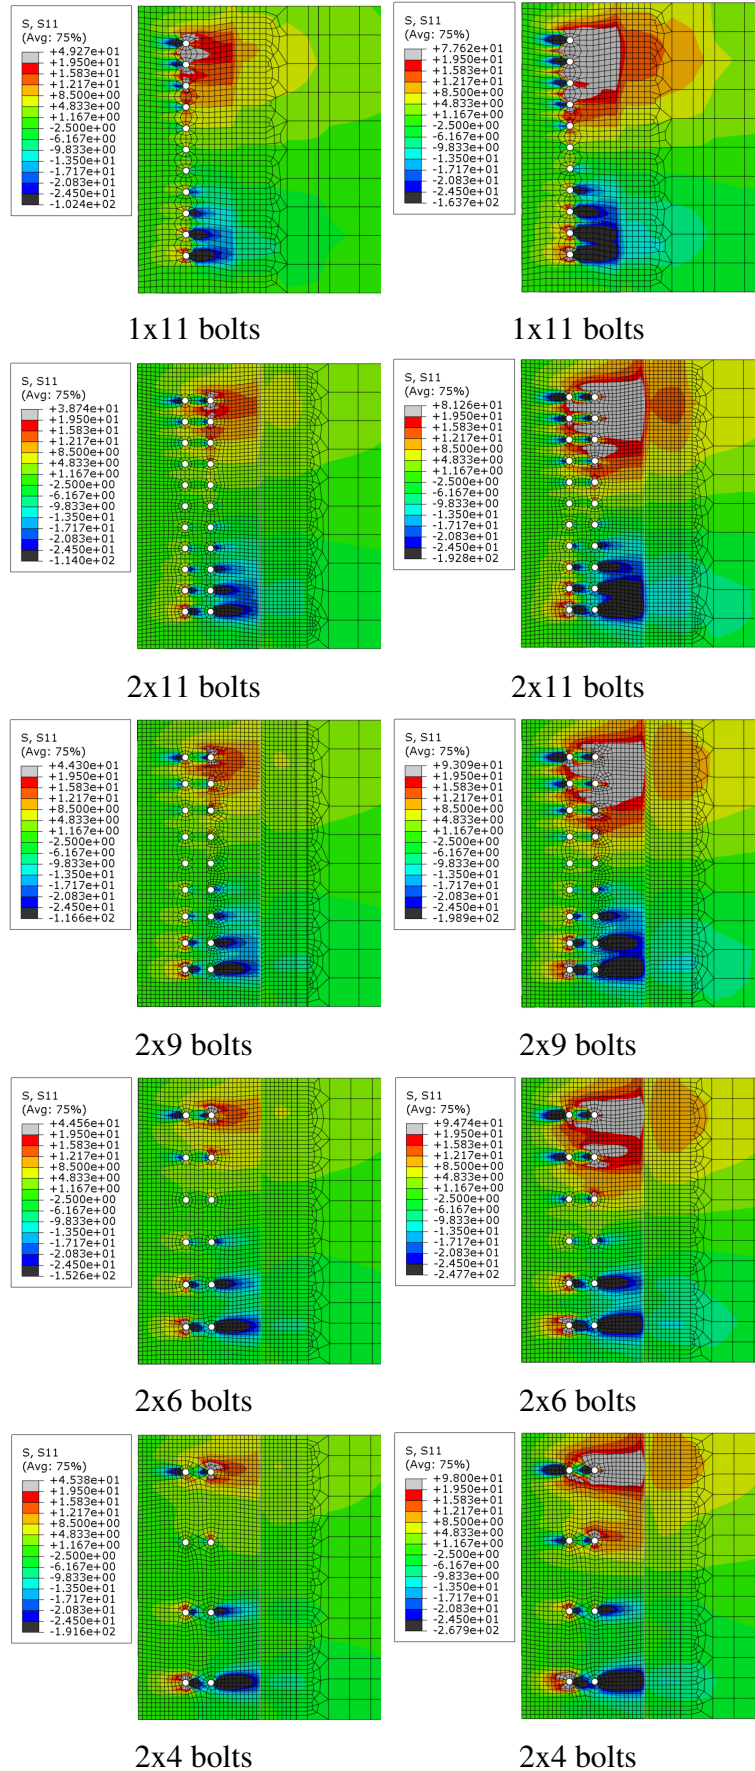 S, S11
(Avg: 75%)
+4.927e+01
+1.950e+01
+1.583e+01
+1.217e+01
+8.500e+00
+4.833e+00
+1.167e+00
-2.500e+00
-6.167e+00
-9.833e+00
-1.350e+01
-1.717e+01
-2.083e+01
-2.450e+01
-1.024e+02
S, S11
(Avg: 75%)
+7.762e+01
+1.950e+01
+1.583e+01
+1.217e+01
+8.500e+00
+4.833e+00
+1.167e+00
-2.500e+00
-6.167e+00
-9.833e+00
-1.350e+01
-1.717e+01
-2.083e+01
-2.450e+01
-1.637e+02
1x11 bolts
1x11 bolts
S, S11
(Avg: 75%)
+3.874e+01
+1.950e+01
+1.583e+01
+1.217e+01
+8.500e+00
+4.833e+00
+1.167e+00
-2.500e+00
-6.167e+00
-9.833e+00
-1.350e+01
-1.717e+01
-2.083e+01
-2.450e+01
-1.140e+02
S, S11
(Avg: 75%)
+8.126e+01
+1.950e+01
+1.583e+01
+1.217e+01
+8.500e+00
+4.833e+00
+1.167e+00
-2.500e+00
-6.167e+00
-9.833e+00
-1.350e+01
-1.717e+01
-2.083e+01
-2.450e+01
-1.928e+02
2x11 bolts
2x11 bolts
S, S11
(Avg: 75%)
+4.430e+01
+1.950e+01
+1.583e+01
+1.217e+01
+8.500e+00
+4.833e+00
+1.167e+00
-2.500e+00
-6.167e+00
-9.833e+00
-1.350e+01
-1.717e+01
-2.083e+01
-2.450e+01
-1.166e+02
S, S11
(Avg: 75%)
+9.309e+01
+1.950e+01
+1.583e+01
+1.217e+01
+8.500e+00
+4.833e+00
+1.167e+00
-2.500e+00
-6.167e+00
-9.833e+00
-1.350e+01
-1.717e+01
-2.083e+01
-2.450e+01
-1.989e+02
2x9 bolts
2x9 bolts
S, S11
(Avg: 75%)
+4.456e+01
+1.950e+01
+1.583e+01
+1.217e+01
+8.500e+00
+4.833e+00
+1.167e+00
-2.500e+00
-6.167e+00
-9.833e+00
-1.350e+01
-1.717e+01
-2.083e+01
-2.450e+01
-1.526e+02
S, S11
(Avg: 75%)
+9.474e+01
+1.950e+01
+1.583e+01
+1.217e+01
+8.500e+00
+4.833e+00
+1.167e+00
-2.500e+00
-6.167e+00
-9.833e+00
-1.350e+01
-1.717e+01
-2.083e+01
-2.450e+01
-2.477e+02
2x6 bolts
2x6 bolts
S, S11
(Avg: 75%)
+4.538e+01
+1.950e+01
+1.583e+01
+1.217e+01
+8.500e+00
+4.833e+00
+1.167e+00
-2.500e+00
-6.167e+00
-9.833e+00
-1.350e+01
-1.717e+01
-2.083e+01
-2.450e+01
-1.916e+02
S, S11
(Avg: 75%)
+9.800e+01
+1.950e+01
+1.583e+01
+1.217e+01
+8.500e+00
+4.833e+00
+1.167e+00
-2.500e+00
-6.167e+00
-9.833e+00
-1.350e+01
-1.717e+01
-2.083e+01
-2.450e+01
-2.679e+02
2x4 bolts
2x4 bolts